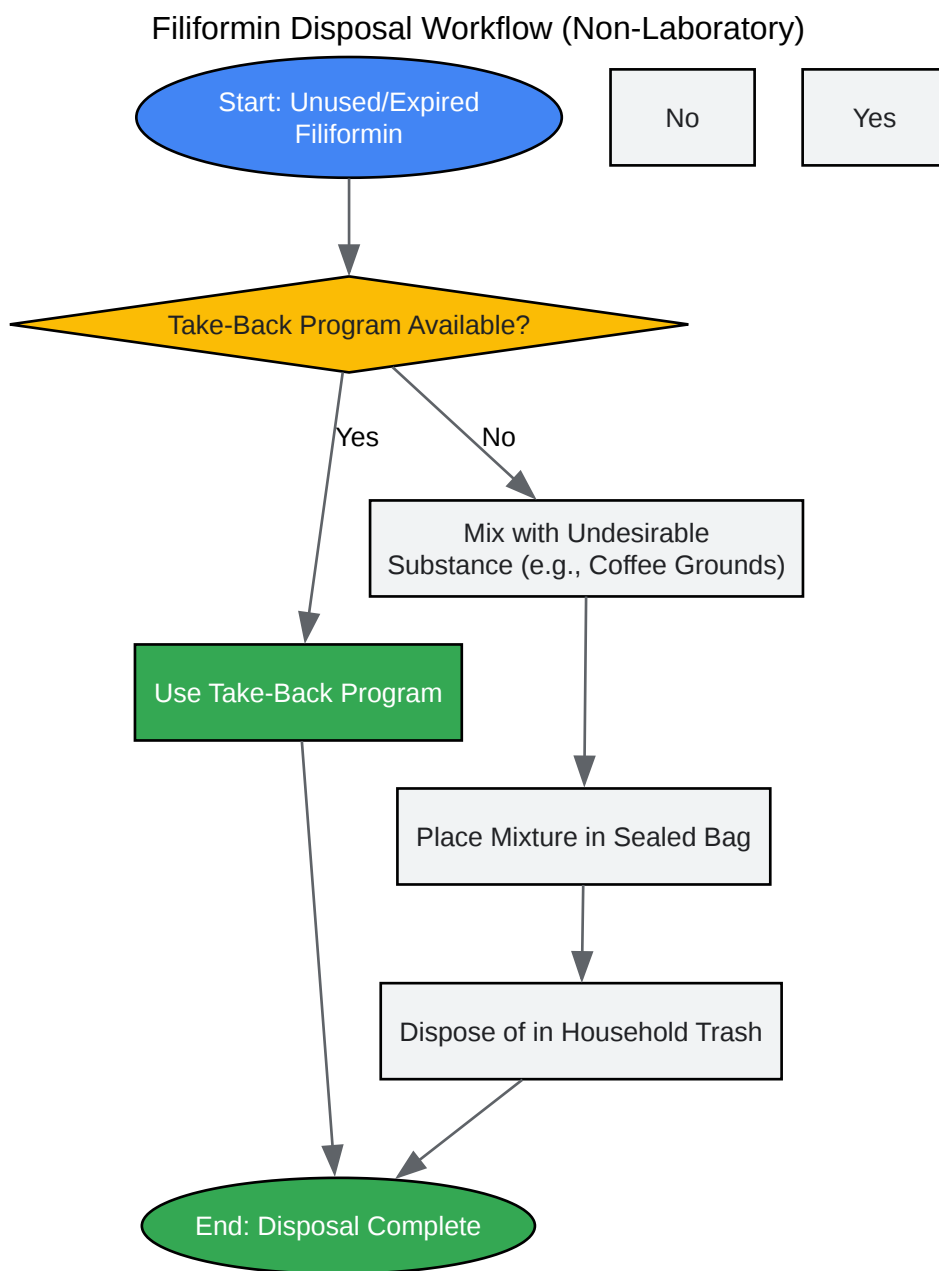 Filiformin Disposal Workflow (Non-Laboratory)
Start: Unused/Expired
Filiformin
No
Yes
Take-Back Program Available?
Yes
No
Mix with Undesirable
Substance (e.g., Coffee Grounds)
Use Take-Back Program
Place Mixture in Sealed Bag
Dispose of in Household Trash
End: Disposal Complete